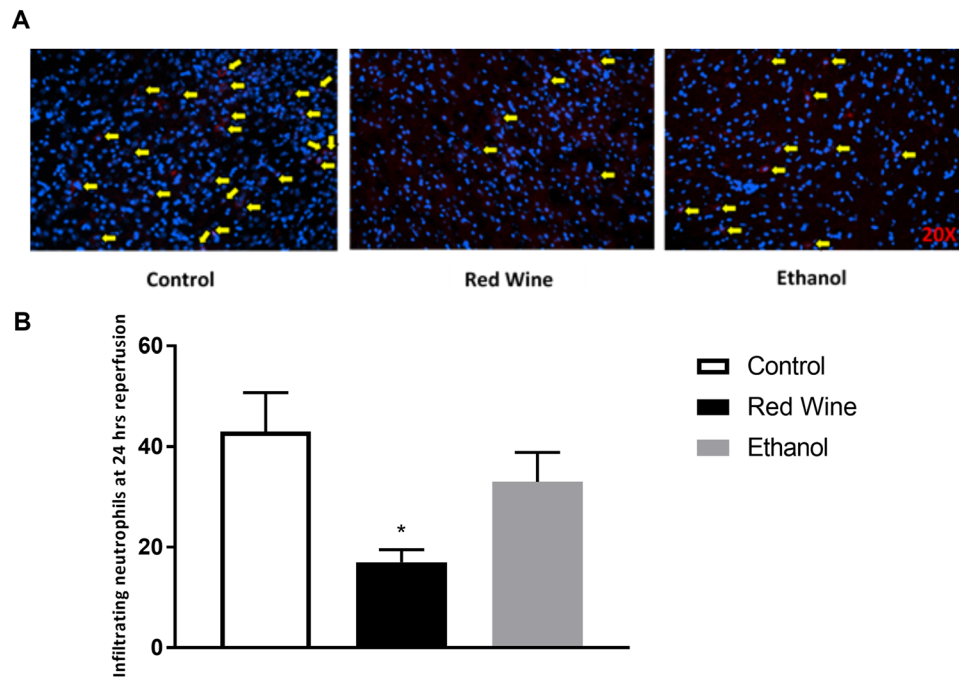 A
20X
Control
Red Wine
Ethanol
B
Infiltrating neutrophils at 24 hrs reperfusion
60
40
20
0
*
Control
Red Wine
Ethanol